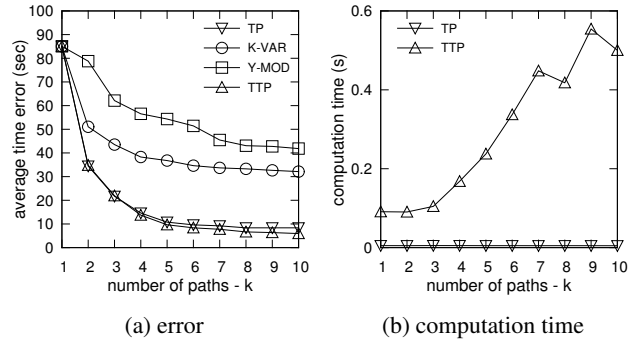 average time error (sec)
100
90
80
70
60
50
40
30
20
10
0
TP
K-VAR
Y-MOD
TTP
1 2 3 4 5 6 7 8 9 10
number of paths - k
(a) error
computation time (s)
0.6
0.4
0.2
0
TP
TTP
1 2 3 4 5 6 7 8 9 10
number of paths - k
(b) computation time